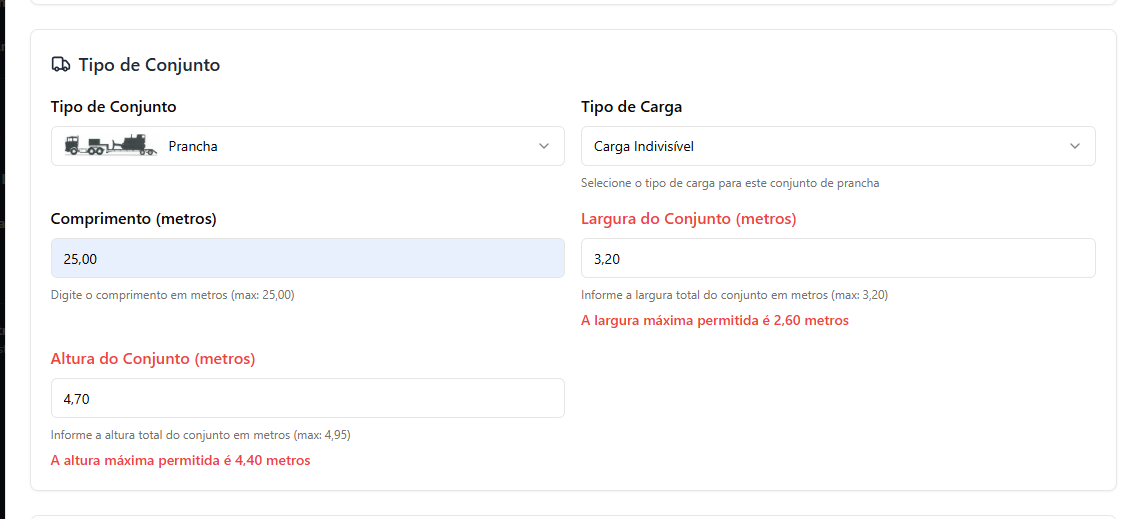 Tipo de Conjunto
Tipo de Conjunto
Prancha
Tipo de Carga
Carga Indivisível
Selecione o tipo de carga para este conjunto de prancha
Comprimento (metros)
25,00
Digite o comprimento em metros (max: 25,00)
Largura do Conjunto (metros)
3,20
Informe a largura total do conjunto em metros (max: 3,20)
A largura máxima permitida é 2,60 metros
Altura do Conjunto (metros)
4,70
Informe a altura total do conjunto em metros (max: 4,95)
A altura máxima permitida é 4,40 metros